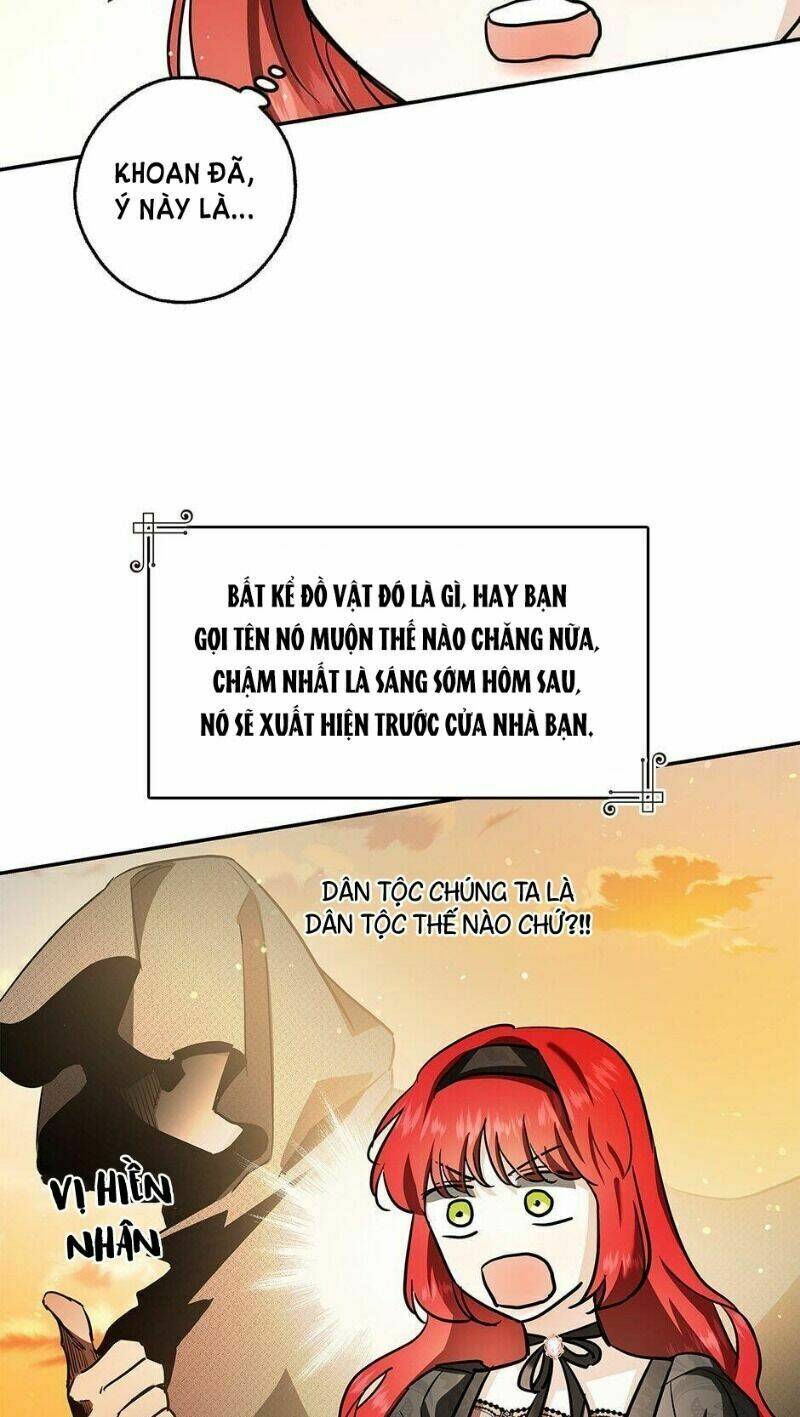 KHOAN ĐÃ,
Ý NÀY LÀ...
BẤT KỂ ĐỒ VẬT ĐÓ LÀ GÌ, HAY BẠN
GỌI TÊN NÓ MUỘN THẾ NÀO CHĂNG NỮA,
CHẬM NHẤT LÀ SÁNG SỚM HÔM SAU,
NÓ SẼ XUẤT HIỆN TRƯỚC CỬA NHÀ BẠN.
DÂN TỘC CHÚNG TA LÀ
DÂN TỘC THẾ NÀO CHỨ?!!
VỊ HIỀN
NHÂN